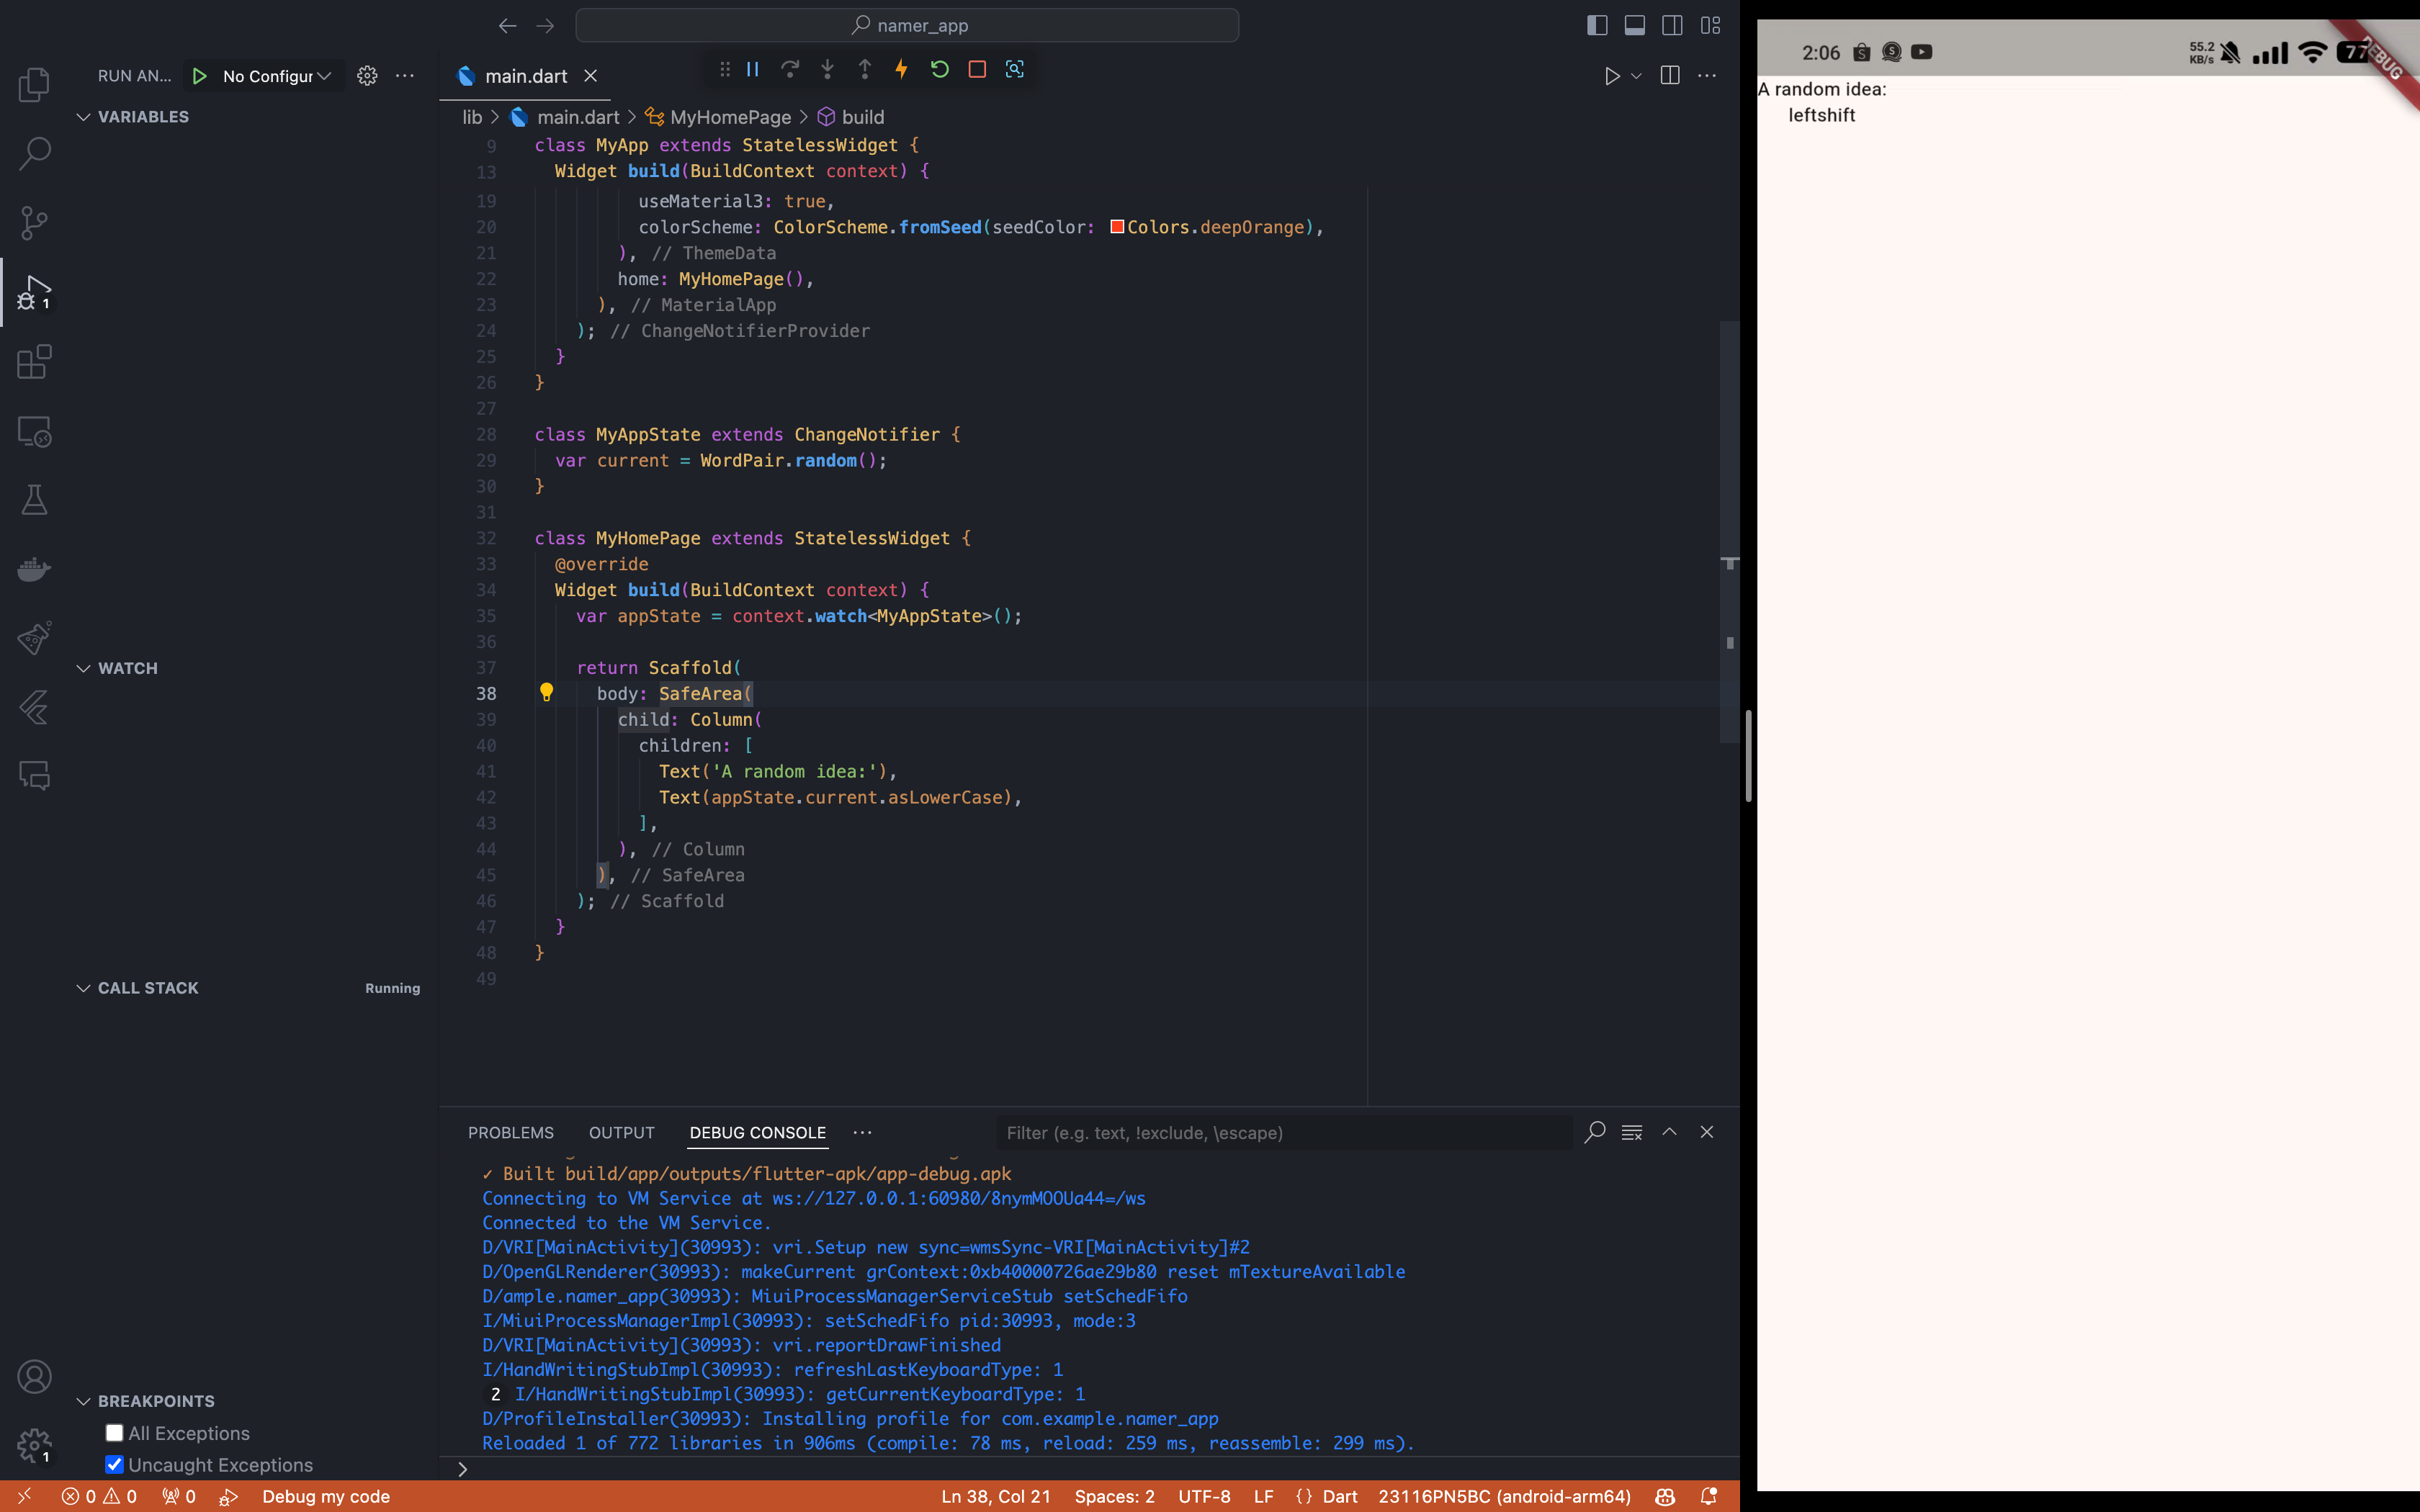 namer_app
RUN AN...
No Configur
main.dart
VARIABLES
lib > main.dart > MyHomePage > build
9 class MyApp extends StatelessWidget {
13 Widget build(BuildContext context) {
19 useMaterial3: true,
20 colorScheme: ColorScheme.fromSeed(seedColor: Colors.deepOrange),
21 ), // ThemeData
22 home: MyHomePage(),
23 ), // MaterialApp
24 ); // ChangeNotifierProvider
25 }
26 }
27
28 class MyAppState extends ChangeNotifier {
29 var current = WordPair.random();
30 }
31
32 class MyHomePage extends StatelessWidget {
33 @override
34 Widget build(BuildContext context) {
35 var appState = context.watch<MyAppState>();
36
37 return Scaffold(
38 body: SafeArea(
39 child: Column(
40 children: [
41 Text('A random idea:'),
42 Text(appState.current.asLowerCase),
43 ],
44 ), // Column
45 ), // SafeArea
46 ); // Scaffold
47 }
48 }
49
1
WATCH
CALL STACK
Running
BREAKPOINTS
All Exceptions
Uncaught Exceptions
1
PROBLEMS OUTPUT DEBUG CONSOLE
Filter (e.g. text, !exclude, \escape)
✓ Built build/app/outputs/flutter-apk/app-debug.apk
Connecting to VM Service at ws://127.0.0.1:60980/8nymMOOUa44=/ws
Connected to the VM Service.
D/VRI[MainActivity](30993): vri.Setup new sync=wmsSync-VRI[MainActivity]#2
D/OpenGLRenderer(30993): makeCurrent grContext:0xb40000726ae29b80 reset mTextureAvailable
D/ample.namer_app(30993): MiuiProcessManagerServiceStub setSchedFifo
I/MiuiProcessManagerImpl(30993): setSchedFifo pid:30993, mode:3
D/VRI[MainActivity](30993): vri.reportDrawFinished
I/HandWritingStubImpl(30993): refreshLastKeyboardType: 1
2 I/HandWritingStubImpl(30993): getCurrentKeyboardType: 1
D/ProfileInstaller(30993): Installing profile for com.example.namer_app
Reloaded 1 of 772 libraries in 906ms (compile: 78 ms, reload: 259 ms, reassemble: 299 ms).
>
0 0 0 Debug my code
Ln 38, Col 21 Spaces: 2 UTF-8 LF {} Dart 23116PN5BC (android-arm64)
2:06
55.2
KB/s
DEBUG
A random idea:
leftshift